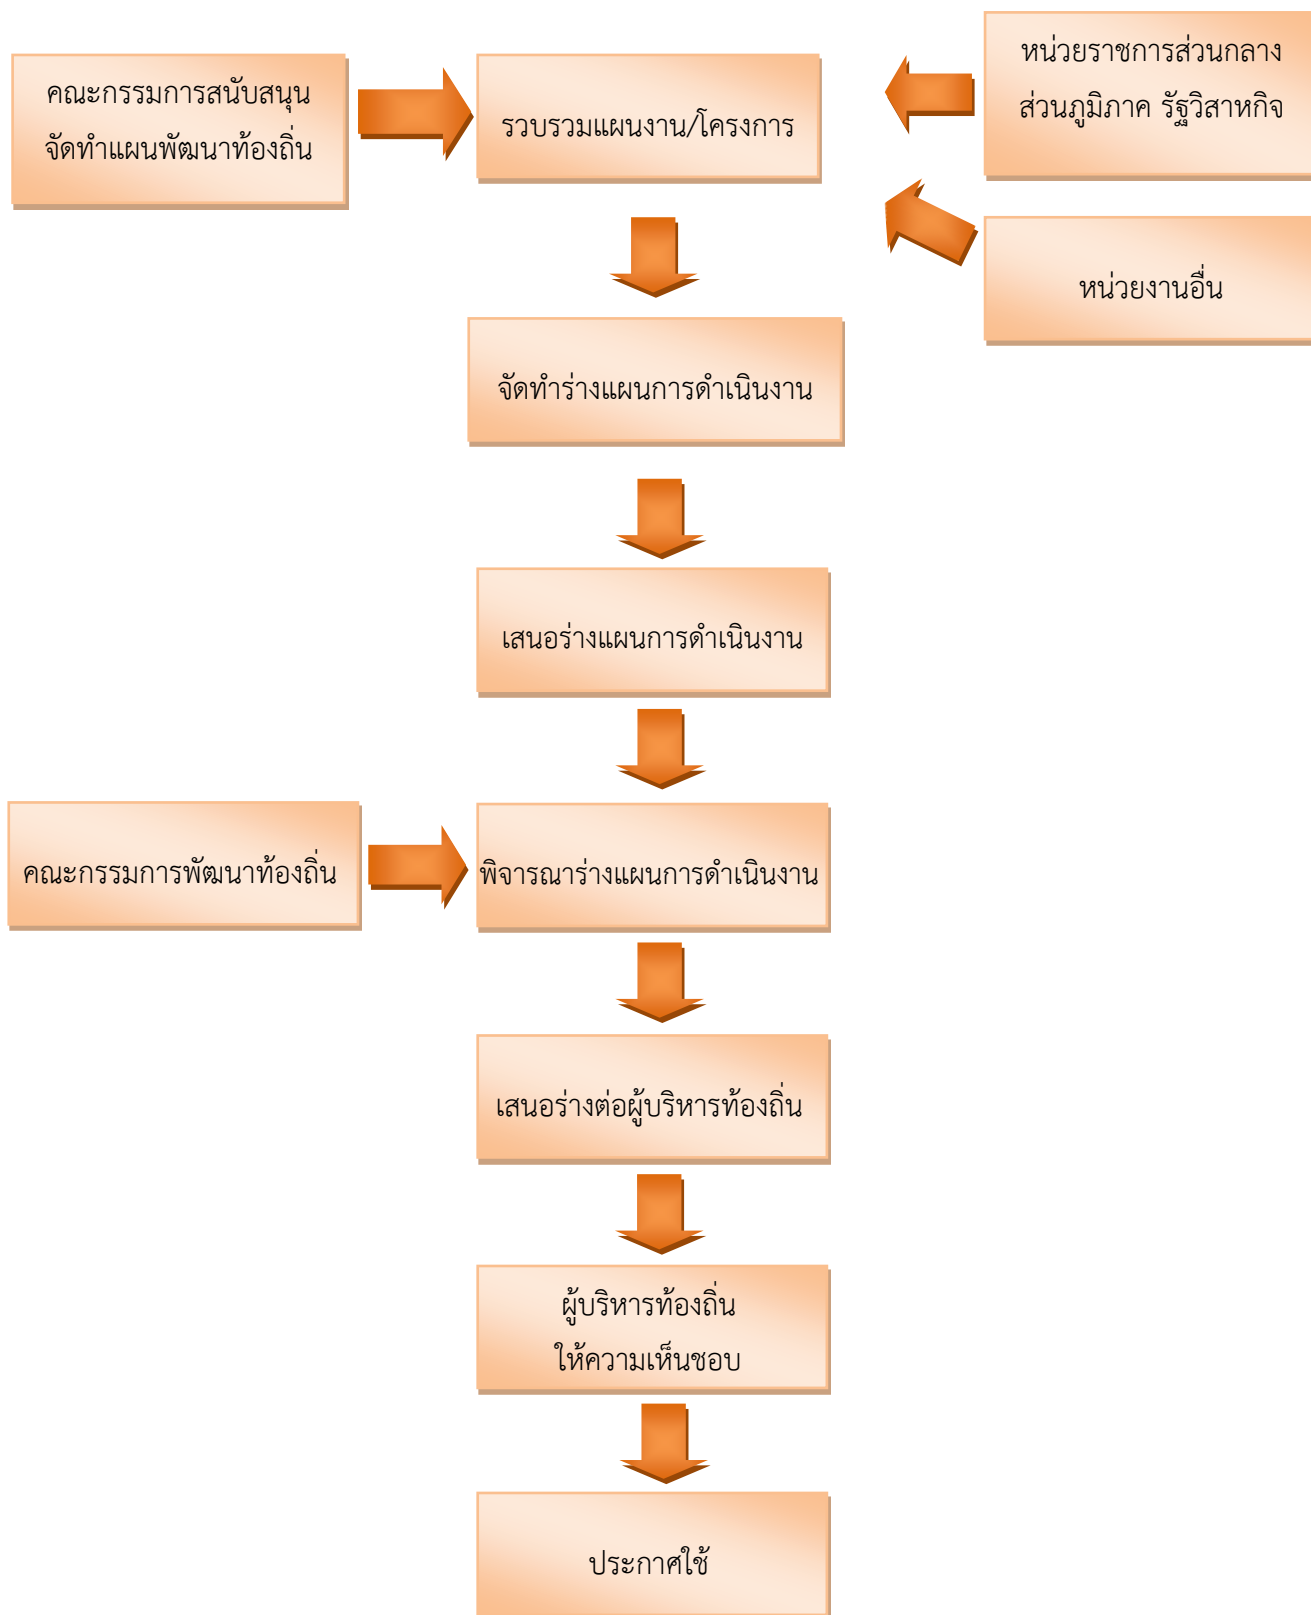 คณะกรรมการสนับสนุน
จัดทำแผนพัฒนาท้องถิ่น
รวบรวมแผนงาน/โครงการ
หน่วยราชการส่วนกลาง
ส่วนภูมิภาค รัฐวิสาหกิจ
หน่วยงานอื่น
จัดทำร่างแผนการดำเนินงาน
เสนอร่างแผนการดำเนินงาน
คณะกรรมการพัฒนาท้องถิ่น
พิจารณาร่างแผนการดำเนินงาน
เสนอร่างต่อผู้บริหารท้องถิ่น
ผู้บริหารท้องถิ่น
ให้ความเห็นชอบ
ประกาศใช้